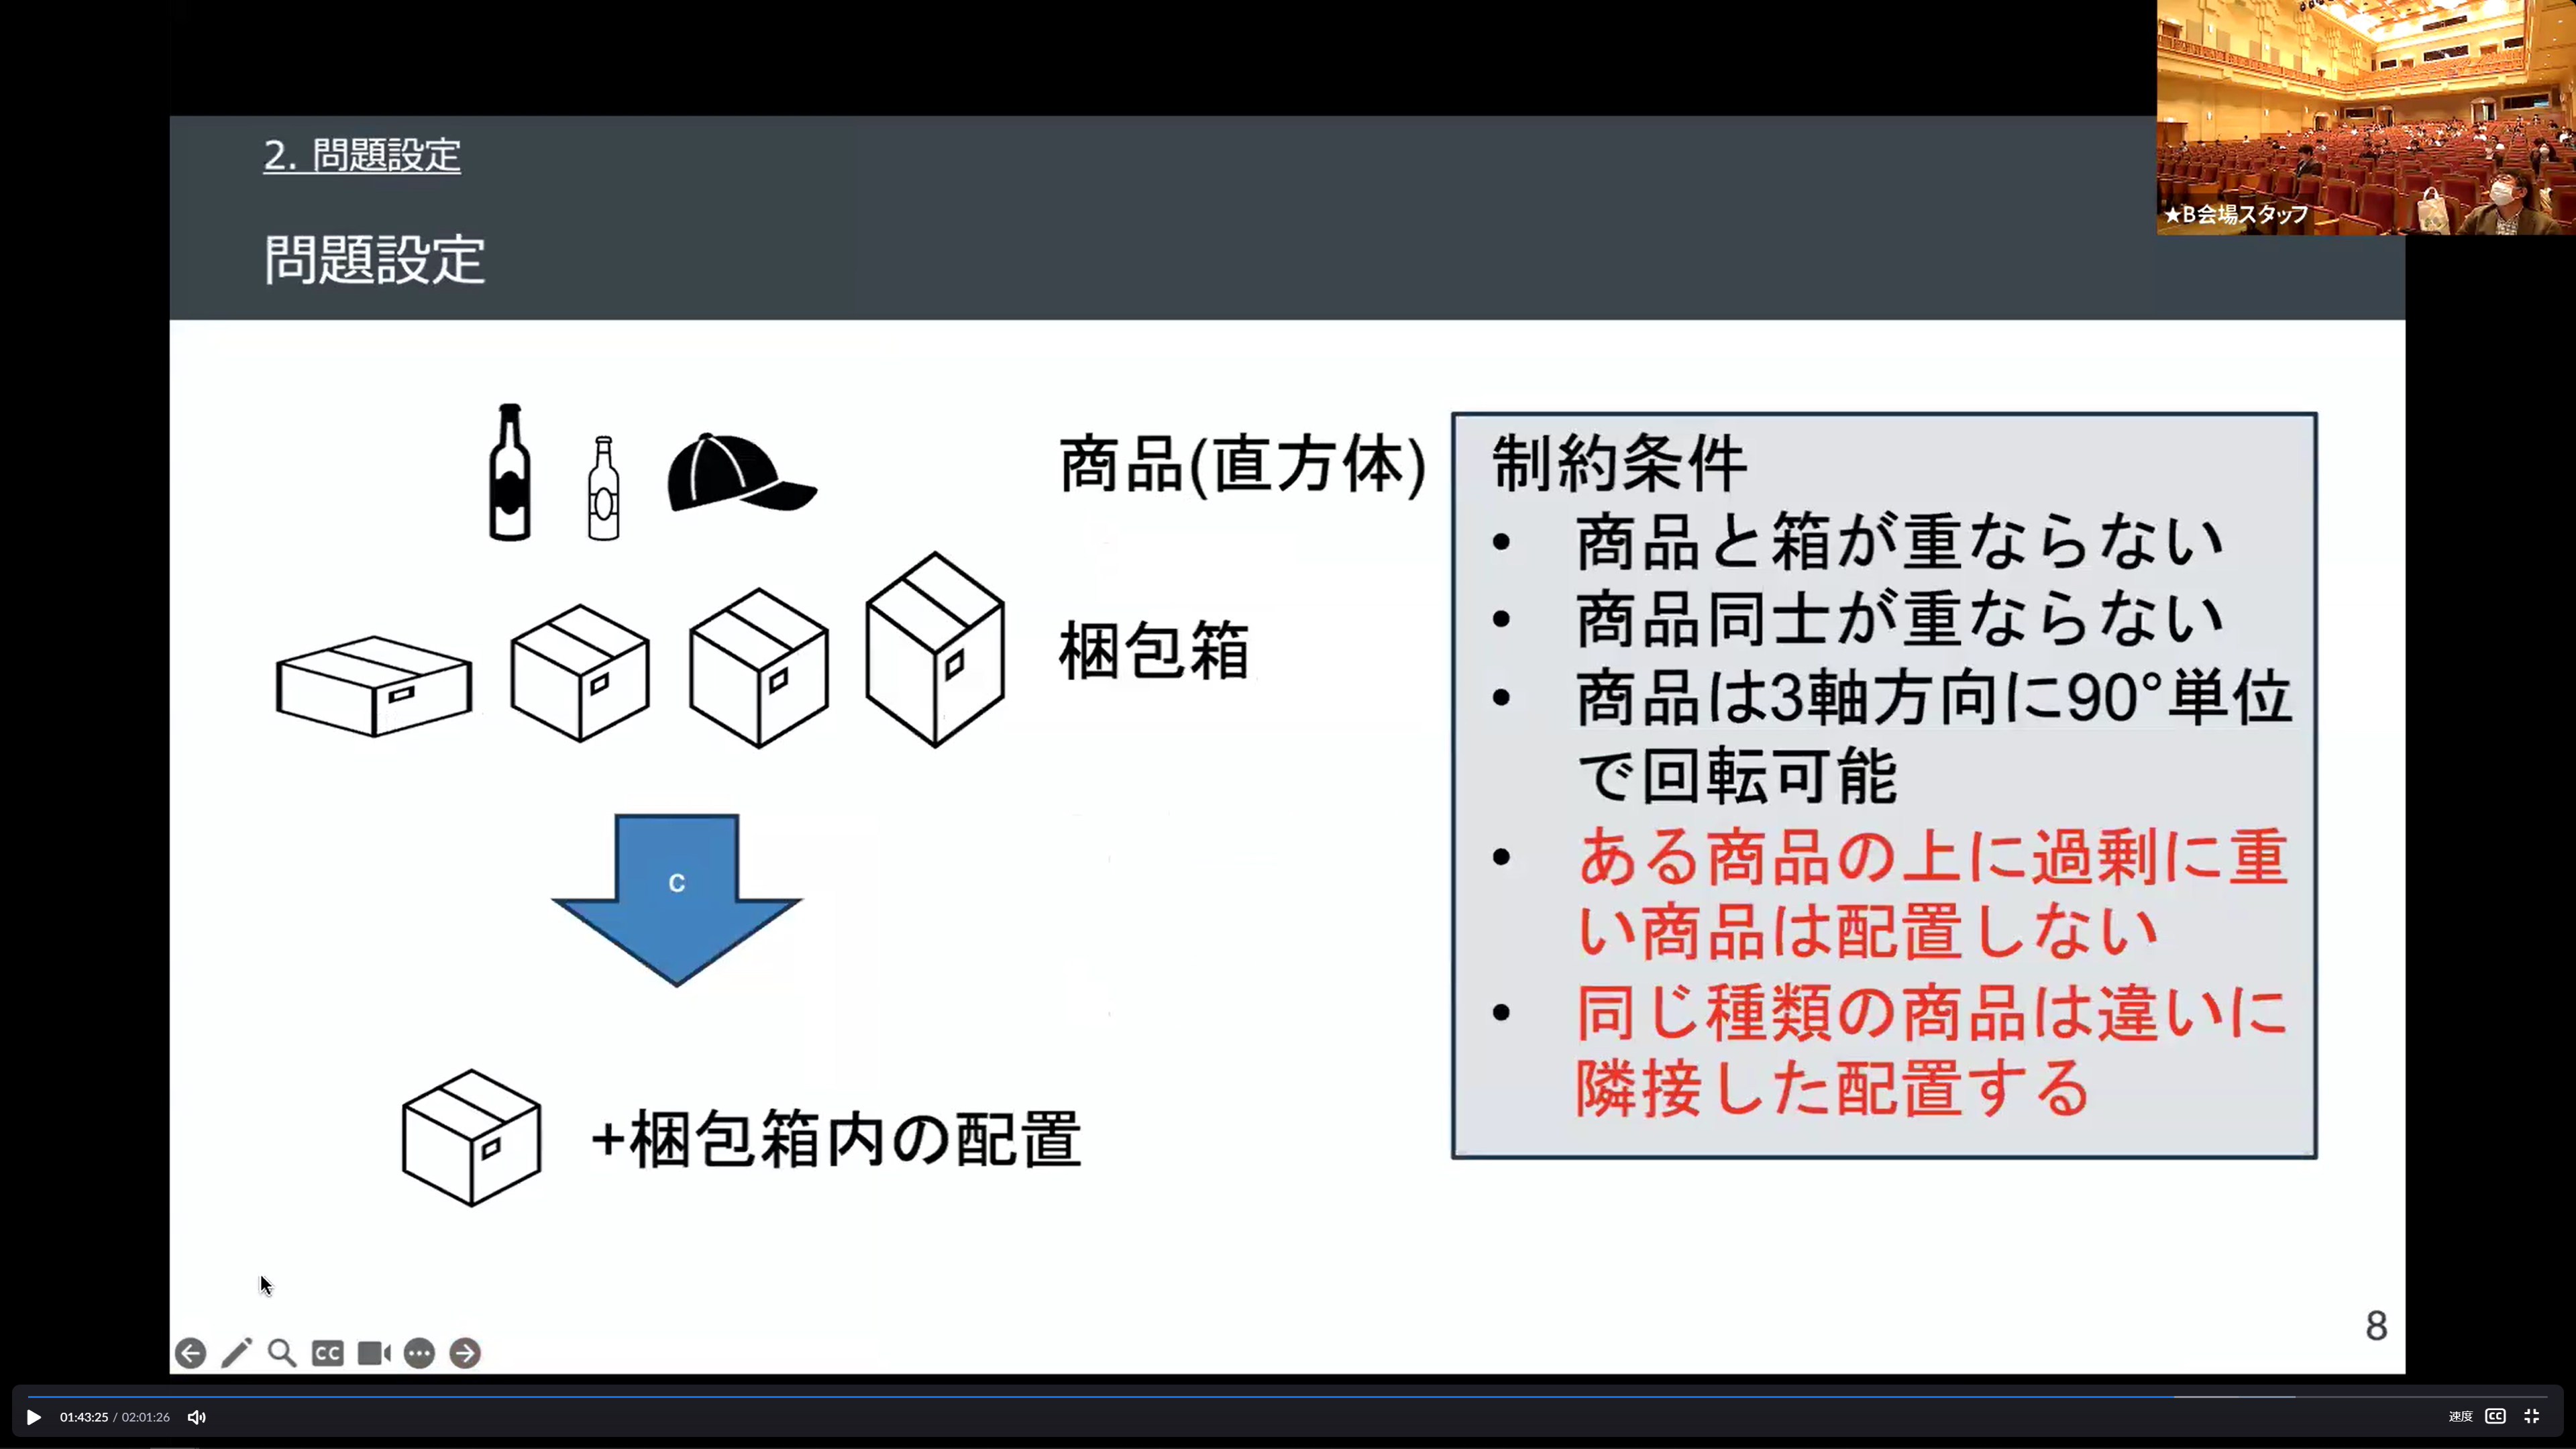 ★B会場スタッフ
2. 問題設定
問題設定
商品(直方体)
梱包箱
C
+梱包箱内の配置
制約条件
• 商品と箱が重ならない
• 商品同士が重ならない
• 商品は3軸方向に90°単位
で回転可能
• ある商品の上に過剰に重
い商品は配置しない
• 同じ種類の商品は違いに
隣接した配置する
8
CC
01:43:25 / 02:01:26
速度
CC